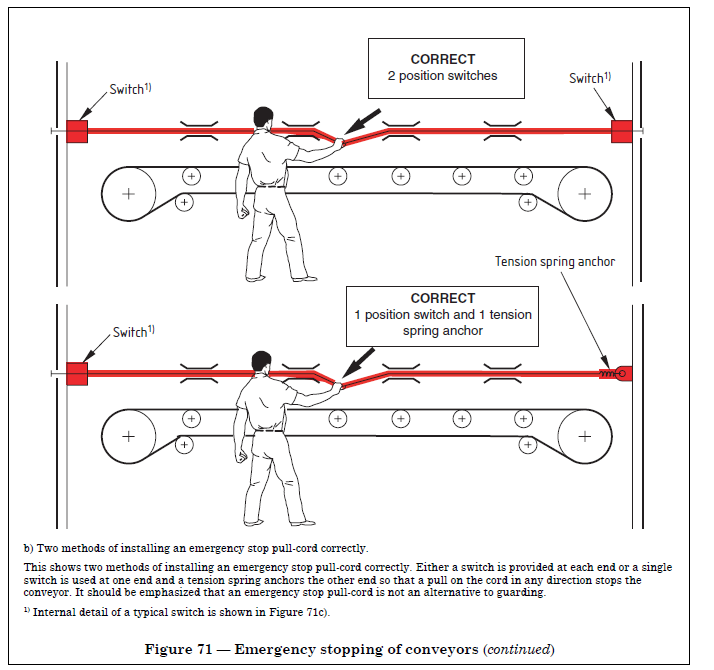 CORRECT
2 position switches
Switch1)
Switch1)
Tension spring anchor
CORRECT
1 position switch and 1 tension
spring anchor
Switch1)
b) Two methods of installing an emergency stop pull-cord correctly.
This shows two methods of installing an emergency stop pull-cord correctly. Either a switch is provided at each end or a single
switch is used at one end and a tension spring anchors the other end so that a pull on the cord in any direction stops the
conveyor. It should be emphasized that an emergency stop pull-cord is not an alternative to guarding.
1) Internal detail of a typical switch is shown in Figure 71c).
Figure 71 — Emergency stopping of conveyors (continued)